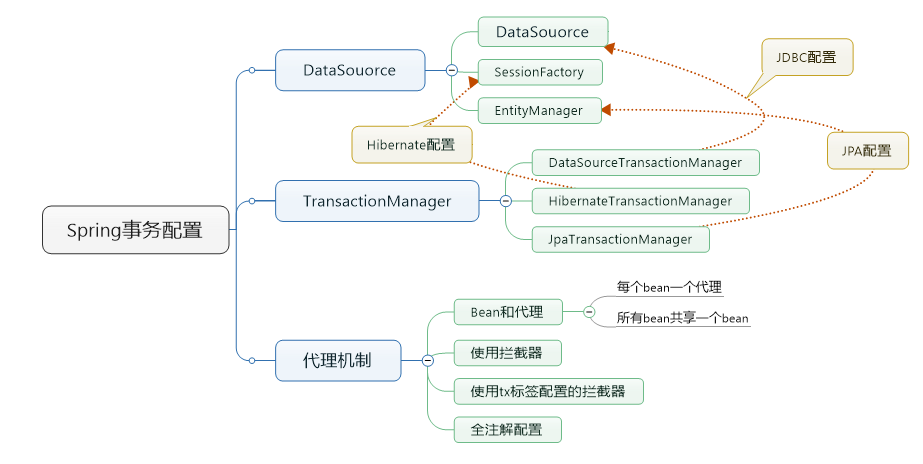 DataSouorce
JDBC配置
DataSouorce
SessionFactory
EntityManager
Hibernate配置
JPA配置
DataSourceTransactionManager
TransactionManager
HibernateTransactionManager
Spring事务配置
JpaTransactionManager
每个bean一个代理
Bean和代理
所有bean共享一个bean
代理机制
使用拦截器
使用tx标签配置的拦截器
全注解配置